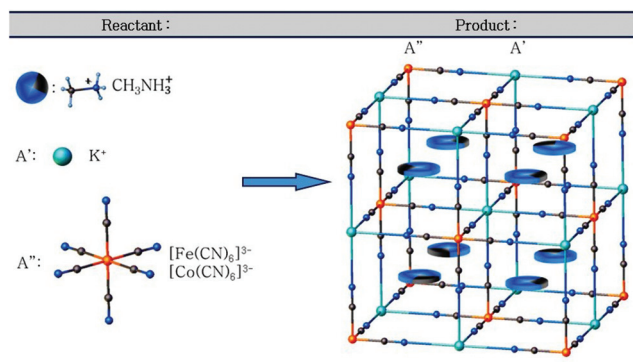 Reactant: Product:
A" A'
: + CH₃NH₃⁺
A': K⁺
A": [Fe(CN)₆]³⁻
[Co(CN)₆]³⁻